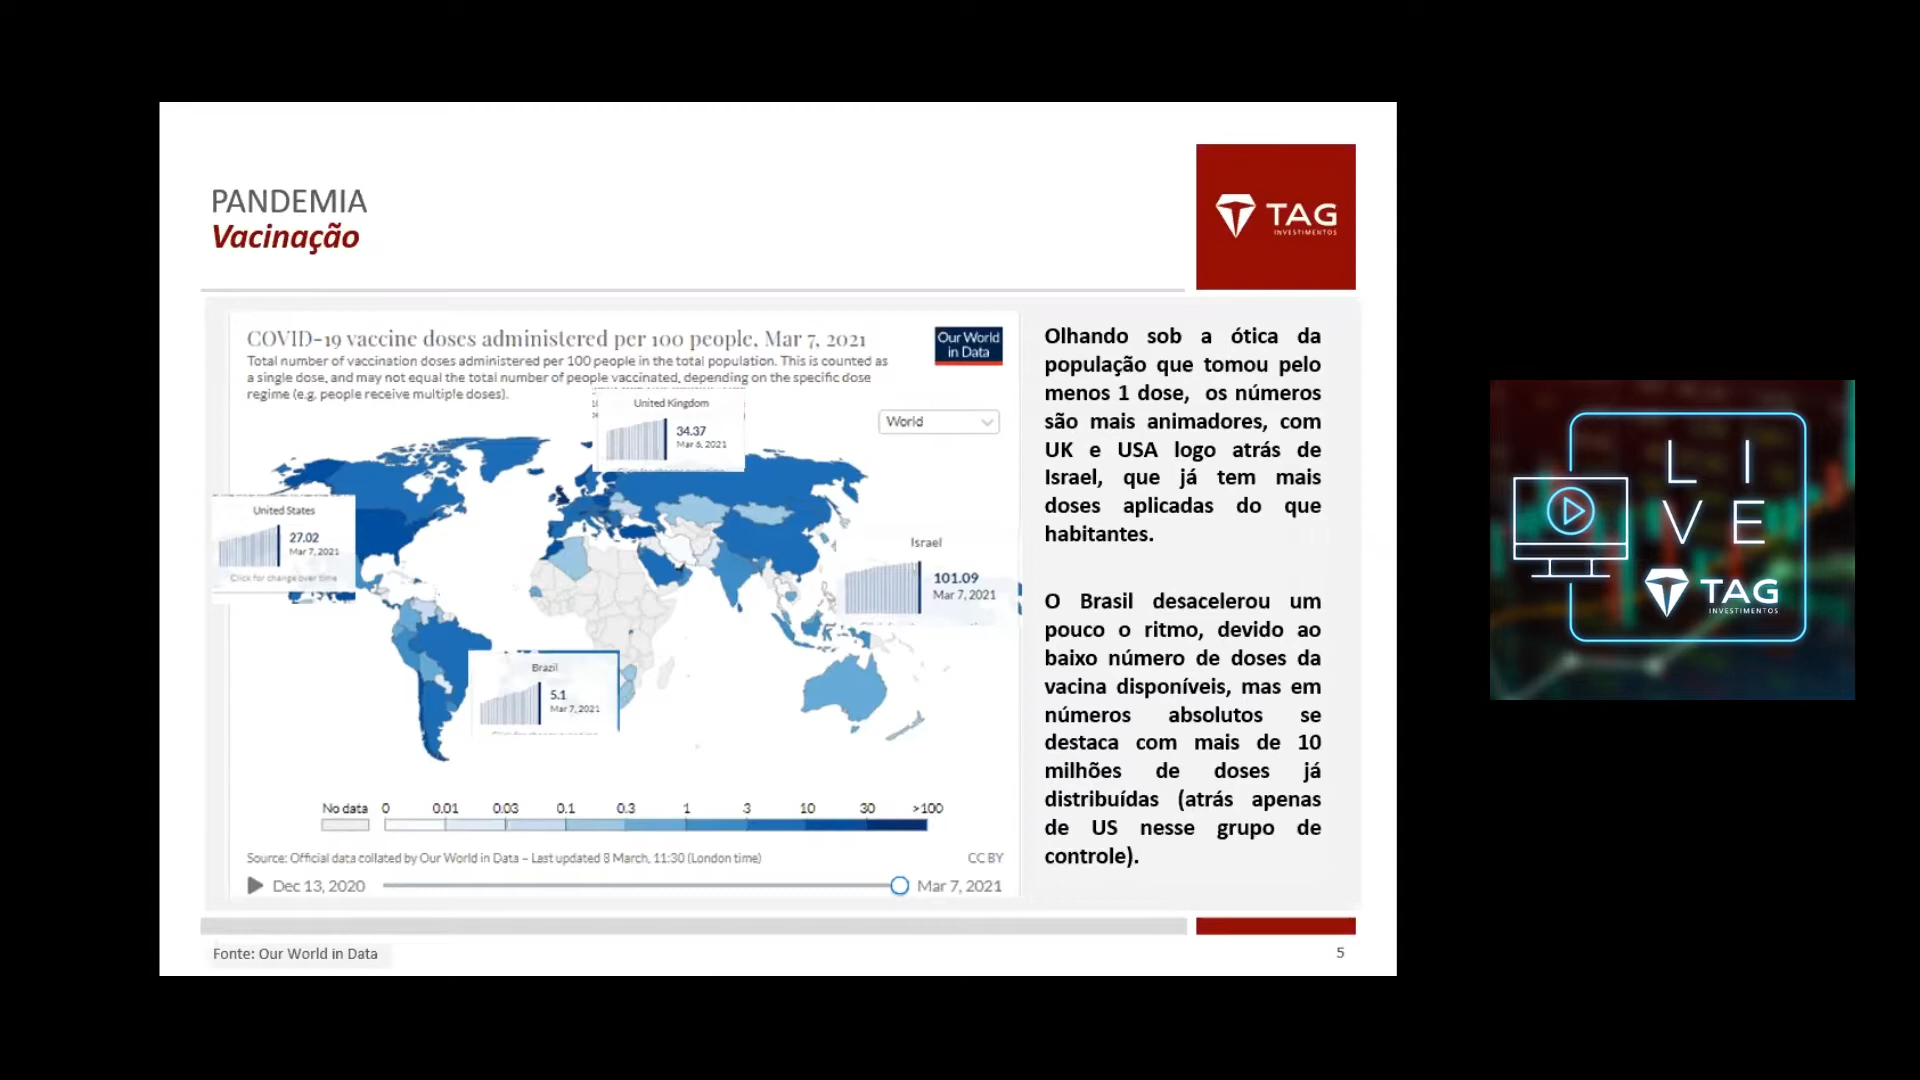 PANDEMIA
Vacinação
TAG
INVESTIMENTOS
COVID-19 vaccine doses administered per 100 people, Mar 7, 2021
Total number of vaccination doses administered per 100 people in the total population. This is counted as
a single dose, and may not equal the total number of people vaccinated, depending on the specific dose
regime (e.g. people receive multiple doses).
Our World
in Data
World
United Kingdom
34.37
Mar 6, 2021
United States
27.02
Mar 7, 2021
Click for change over time
Israel
101.09
Mar 7, 2021
Brazil
5.1
Mar 7, 2021
No data 0 0.01 0.03 0.1 0.3 1 3 10 30 >100
Source: Official data collated by Our World in Data – Last updated 8 March, 11:30 (London time)
CC BY
Dec 13, 2020
Mar 7, 2021
Olhando sob a ótica da
população que tomou pelo
menos 1 dose, os números
são mais animadores, com
UK e USA logo atrás de
Israel, que já tem mais
doses aplicadas do que
habitantes.
O Brasil desacelerou um
pouco o ritmo, devido ao
baixo número de doses da
vacina disponíveis, mas em
números absolutos se
destaca com mais de 10
milhões de doses já
distribuídas (atrás apenas
de US nesse grupo de
controle).
Fonte: Our World in Data
5
LI
VE
TAG
INVESTIMENTOS